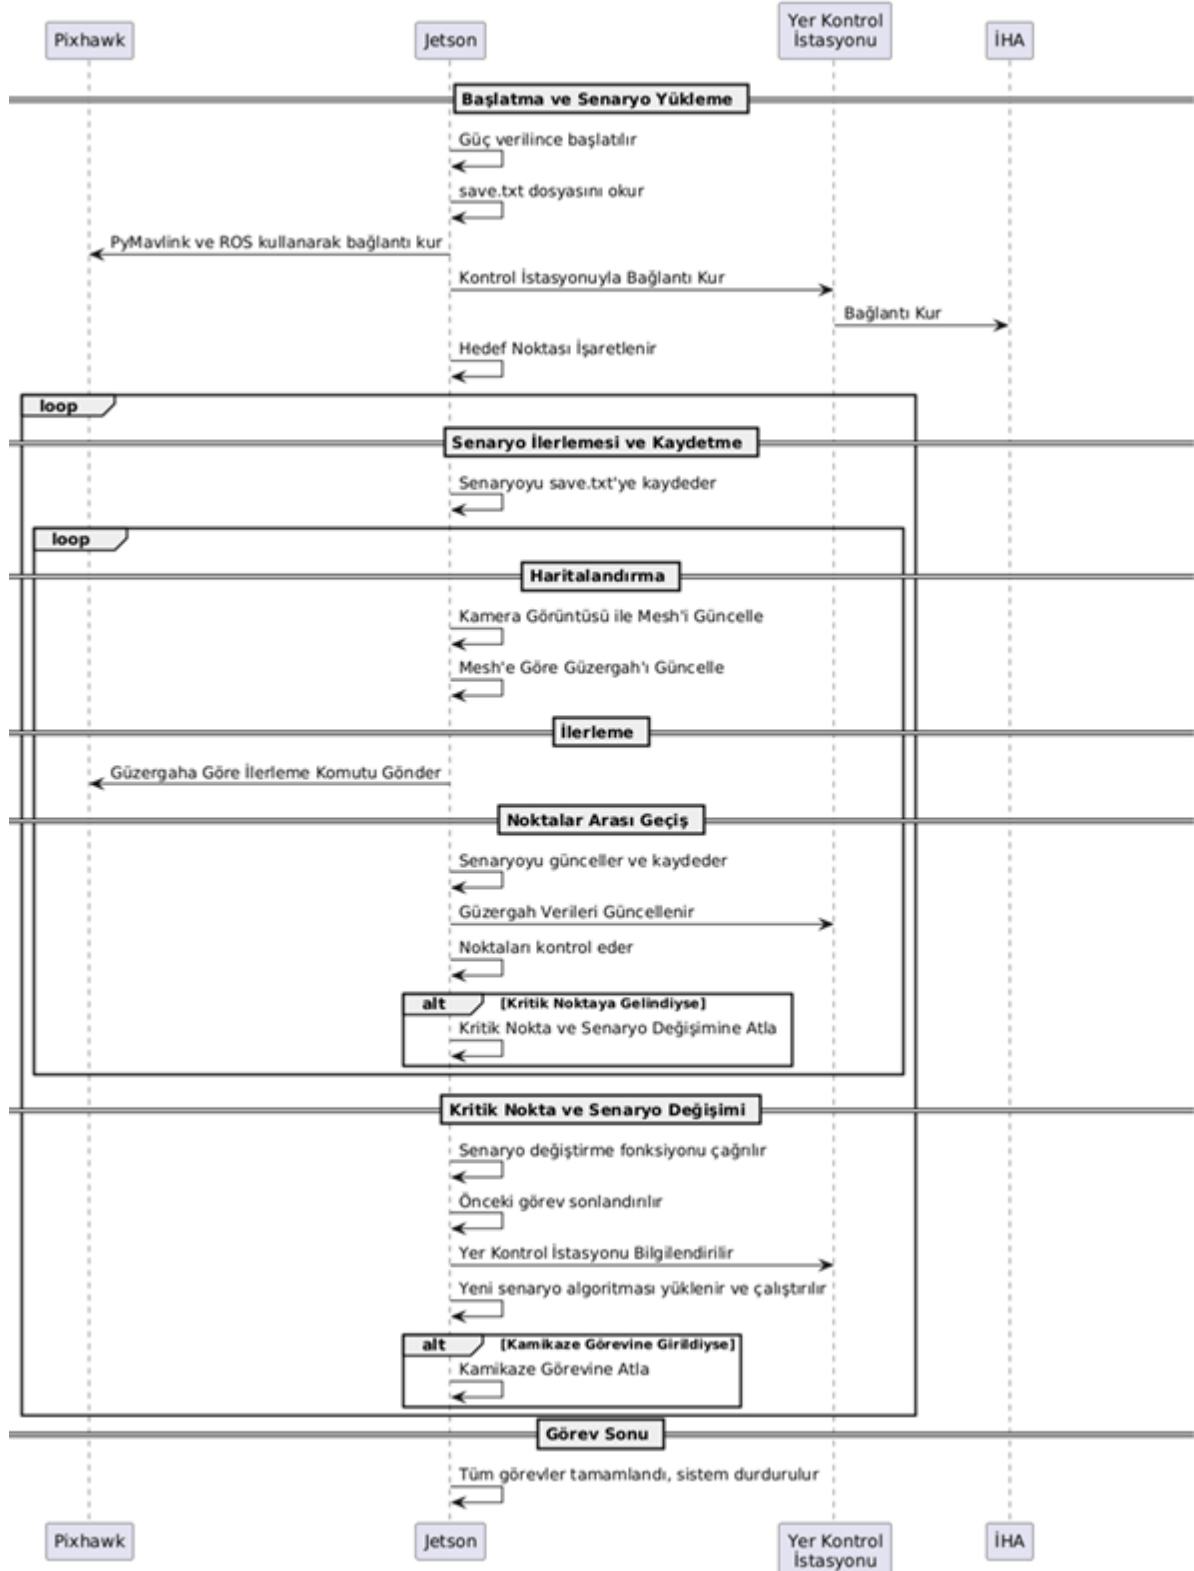 Pixhawk
Jetson
Yer Kontrol
İstasyonu
İHA
Başlatma ve Senaryo Yükleme
Güç verilince başlatılır
save.txt dosyasını okur
PyMavlink ve ROS kullanarak bağlantı kur
Kontrol İstasyonuyla Bağlantı Kur
Bağlantı Kur
Hedef Noktası İşaretlenir
loop
Senaryo İlerlemesi ve Kaydetme
Senaryoyu save.txt'ye kaydeder
loop
Haritalandırma
Kamera Görüntüsü ile Mesh'i Güncelle
Mesh'e Göre Güzergah'ı Güncelle
İlerleme
Güzergaha Göre İlerleme Komutu Gönder
Noktalar Arası Geçiş
Senaryoyu günceller ve kaydeder
Güzergah Verileri Güncellenir
Noktaları kontrol eder
alt [Kritik Noktaya Gelindiyse]
Kritik Nokta ve Senaryo Değişimine Atla
Kritik Nokta ve Senaryo Değişimi
Senaryo değiştirme fonksiyonu çağrılır
Önceki görev sonlandırılır
Yer Kontrol İstasyonu Bilgilendirilir
Yeni senaryo algoritması yüklenir ve çalıştırılır
alt [Kamikaze Görevine Girildiyse]
Kamikaze Görevine Atla
Görev Sonu
Tüm görevler tamamlandı, sistem durdurulur
Pixhawk
Jetson
Yer Kontrol
İstasyonu
İHA